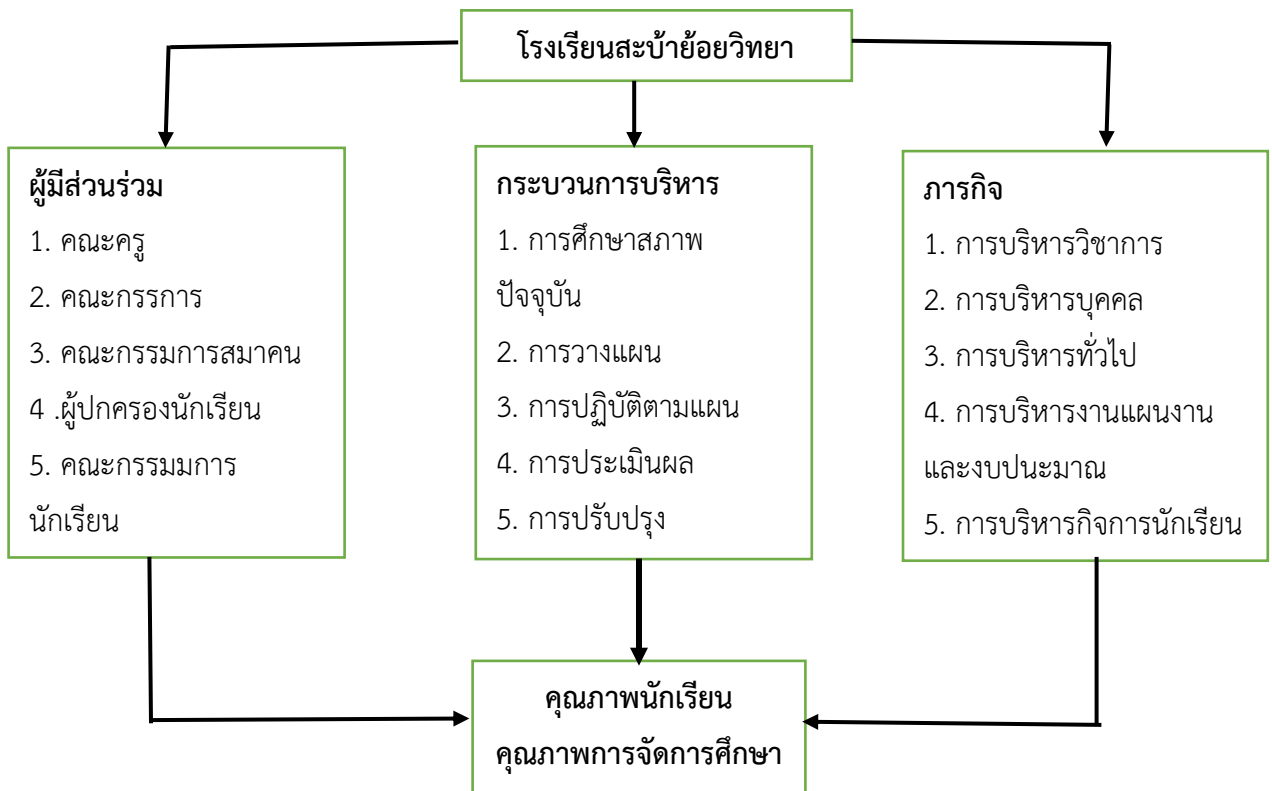 โรงเรียนสะบ้าย้อยวิทยา
ผู้มีส่วนร่วม
1. คณะครู
2. คณะกรรการ
3. คณะกรรมการสมาคน
4 .ผู้ปกครองนักเรียน
5. คณะกรรมมการ
นักเรียน
กระบวนการบริหาร
1. การศึกษาสภาพ
ปัจจุบัน
2. การวางแผน
3. การปฏิบัติตามแผน
4. การประเมินผล
5. การปรับปรุง
ภารกิจ
1. การบริหารวิชาการ
2. การบริหารบุคคล
3. การบริหารทั่วไป
4. การบริหารงานแผนงาน
และงบปนะมาณ
5. การบริหารกิจการนักเรียน
คุณภาพนักเรียน
คุณภาพการจัดการศึกษา